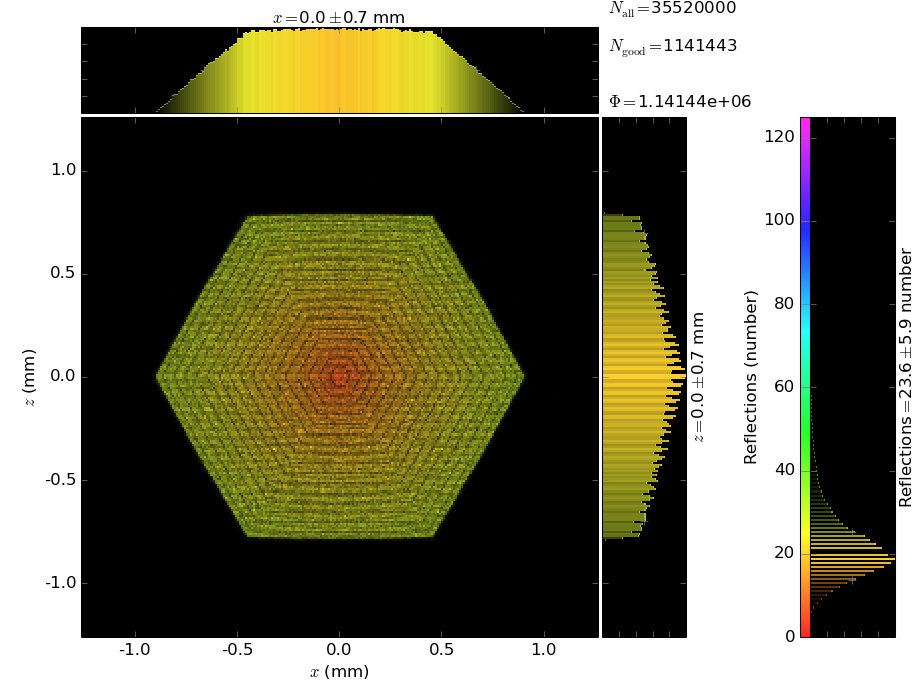 x=0.0 ± 0.7 mm
N_all=35520000
N_good=1141443
Φ=1.14144e+06
1.0
0.5
0.0
-0.5
-1.0
z (mm)
-1.0
-0.5
0.0
0.5
1.0
x (mm)
z=0.0±0.7 mm
Reflections (number)
120
100
80
60
40
20
0
Reflections=23.6±5.9 number